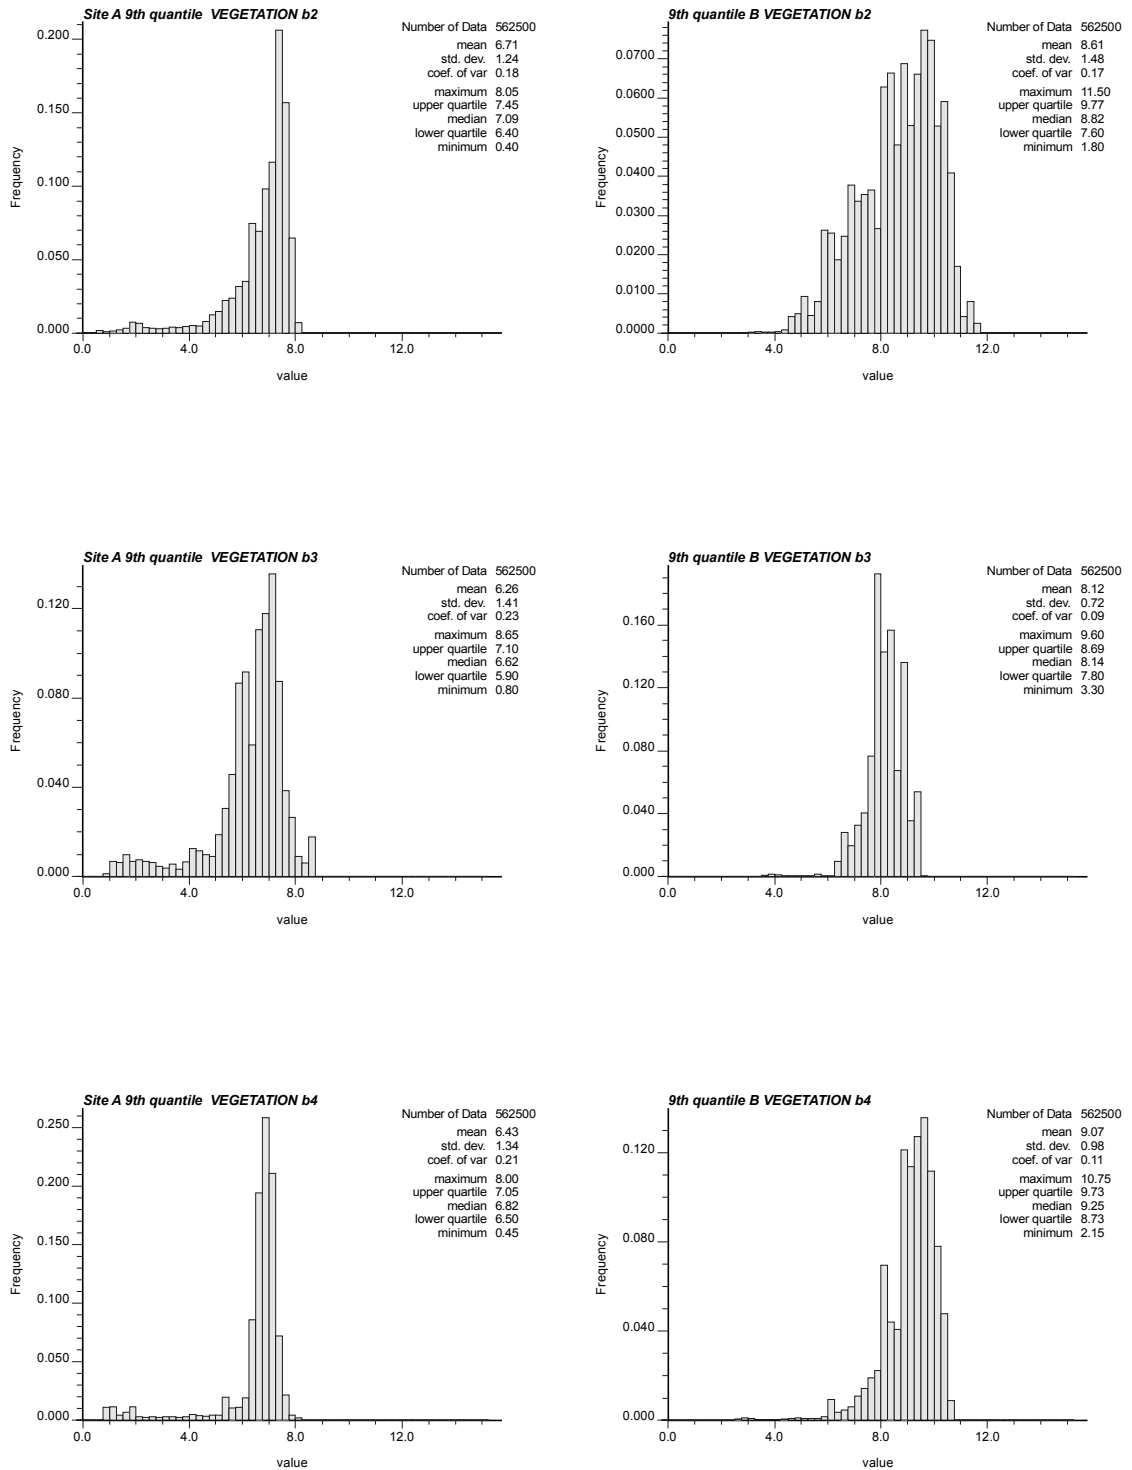 Site A 9th quantile VEGETATION b2
Number of Data 562500
mean 6.71
std. dev. 1.24
coef. of var 0.18
maximum 8.05
upper quartile 7.45
median 7.09
lower quartile 6.40
minimum 0.40
Frequency
0.200
0.150
0.100
0.050
0.000
0.0 4.0 8.0 12.0
value
9th quantile B VEGETATION b2
Number of Data 562500
mean 8.61
std. dev. 1.48
coef. of var 0.17
maximum 11.50
upper quartile 9.77
median 8.82
lower quartile 7.60
minimum 1.80
Frequency
0.0700
0.0600
0.0500
0.0400
0.0300
0.0200
0.0100
0.0000
0.0 4.0 8.0 12.0
value
Site A 9th quantile VEGETATION b3
Number of Data 562500
mean 6.26
std. dev. 1.41
coef. of var 0.23
maximum 8.65
upper quartile 7.10
median 6.62
lower quartile 5.90
minimum 0.80
Frequency
0.120
0.080
0.040
0.000
0.0 4.0 8.0 12.0
value
9th quantile B VEGETATION b3
Number of Data 562500
mean 8.12
std. dev. 0.72
coef. of var 0.09
maximum 9.60
upper quartile 8.69
median 8.14
lower quartile 7.80
minimum 3.30
Frequency
0.160
0.120
0.080
0.040
0.000
0.0 4.0 8.0 12.0
value
Site A 9th quantile VEGETATION b4
Number of Data 562500
mean 6.43
std. dev. 1.34
coef. of var 0.21
maximum 8.00
upper quartile 7.05
median 6.82
lower quartile 6.50
minimum 0.45
Frequency
0.250
0.200
0.150
0.100
0.050
0.000
0.0 4.0 8.0 12.0
value
9th quantile B VEGETATION b4
Number of Data 562500
mean 9.07
std. dev. 0.98
coef. of var 0.11
maximum 10.75
upper quartile 9.73
median 9.25
lower quartile 8.73
minimum 2.15
Frequency
0.120
0.080
0.040
0.000
0.0 4.0 8.0 12.0
value